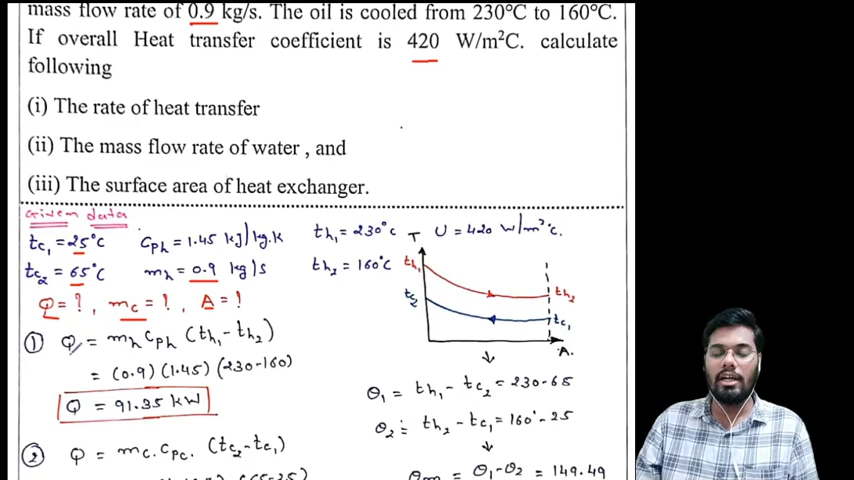 mass flow rate of 0.9 kg/s. The oil is cooled from 230°C to 160°C.
If overall Heat transfer coefficient is 420 W/m²C. calculate
following
(i) The rate of heat transfer
(ii) The mass flow rate of water , and
(iii) The surface area of heat exchanger.
Given data
tc₁ = 25°C Cph = 1.45 kJ/kg.K th₁ = 230°C U = 420 W/m²°C.
tc₂ = 65°C mh = 0.9 kg/s th₂ = 160°C
Q = ? , mc = ? , A = ?
T
th₁
th₂
tc₂
tc₁
A.
① Q = mh Cph (th₁ - th₂)
= (0.9) (1.45) (230-160)
Q = 91.35 kW
θ₁ = th₁ - tc₂ = 230-65
θ₂ = th₂ - tc₁ = 160°-25
② Q = mc. Cpc. (tc₂ - tc₁)
θm = θ₁-θ₂ = 149.49